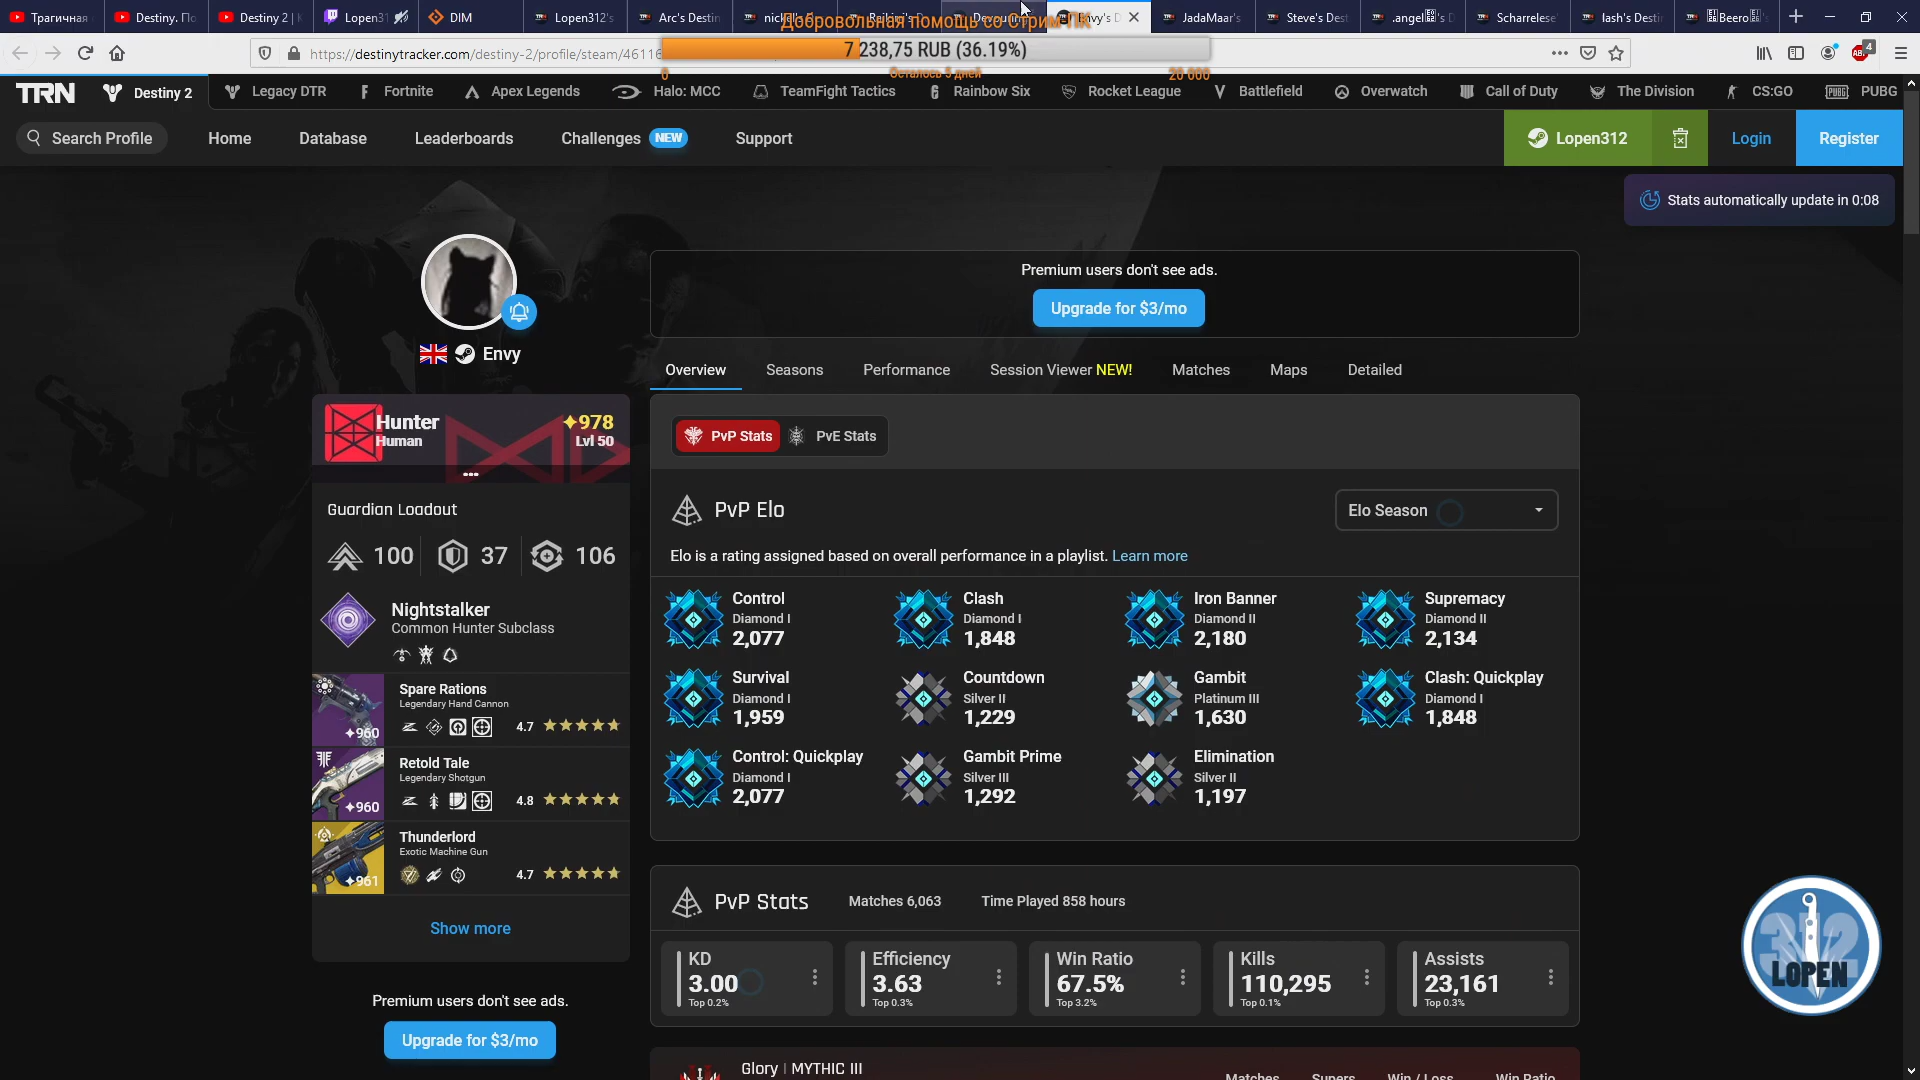 Трагичная
Destiny. По
Destiny 2 | К
Lopen31
DIM
Lopen312's
Arc's Destin
JadaMaar's
Steve's Dest
Scharrelese
lash's Destin
Добровольная помощь со Стрим ПК
https://destinytracker.com/destiny-2/profile/steam/46116
7 238,75 RUB (36.19%)
4
0
Осталось 5 дней
20 000
TRN
Destiny 2
Legacy DTR
Fortnite
Apex Legends
Halo: MCC
TeamFight Tactics
Rainbow Six
Rocket League
Battlefield
Overwatch
Call of Duty
The Division
CS:GO
PUBG
Search Profile
Home
Database
Leaderboards
Challenges NEW
Support
Lopen312
Login
Register
Stats automatically update in 0:08
Premium users don't see ads.
Upgrade for $3/mo
Envy
Overview
Seasons
Performance
Session Viewer NEW!
Matches
Maps
Detailed
Hunter
Human
978
Lvl 50
PvP Stats
PvE Stats
Guardian Loadout
100
37
106
PvP Elo
Elo Season
Elo is a rating assigned based on overall performance in a playlist. Learn more
Nightstalker
Common Hunter Subclass
Control
Diamond I
2,077
Clash
Diamond I
1,848
Iron Banner
Diamond II
2,180
Supremacy
Diamond II
2,134
Spare Rations
Legendary Hand Cannon
960
4.7
Survival
Diamond I
1,959
Countdown
Silver II
1,229
Gambit
Platinum III
1,630
Clash: Quickplay
Diamond I
1,848
Retold Tale
Legendary Shotgun
960
4.8
Control: Quickplay
Diamond I
2,077
Gambit Prime
Silver III
1,292
Elimination
Silver II
1,197
Thunderlord
Exotic Machine Gun
961
4.7
Show more
PvP Stats
Matches 6,063
Time Played 858 hours
KD
3.00
Top 0.2%
Efficiency
3.63
Top 0.3%
Win Ratio
67.5%
Top 3.2%
Kills
110,295
Top 0.1%
Assists
23,161
Top 0.3%
312
LOPEN
Premium users don't see ads.
Upgrade for $3/mo
Glory | MYTHIC III
Matches
Supers
Win / Loss
Win Ratio